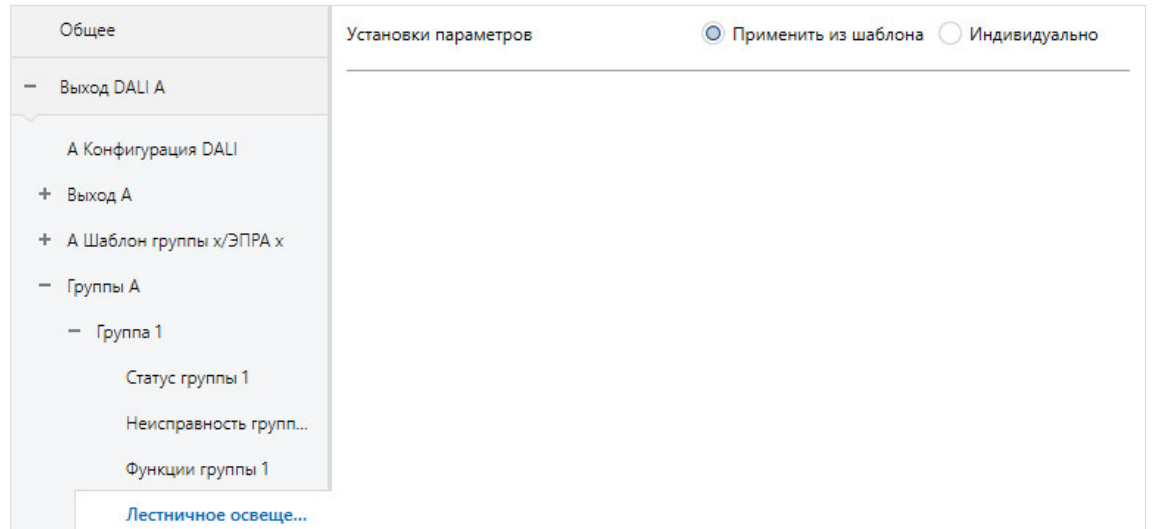 Общее
Установки параметров
Применить из шаблона
Индивидуально
− Выход DALI A
A Конфигурация DALI
+ Выход A
+ A Шаблон группы x/ЭПРА x
− Группы A
− Группа 1
Статус группы 1
Неисправность групп...
Функции группы 1
Лестничное освеще...